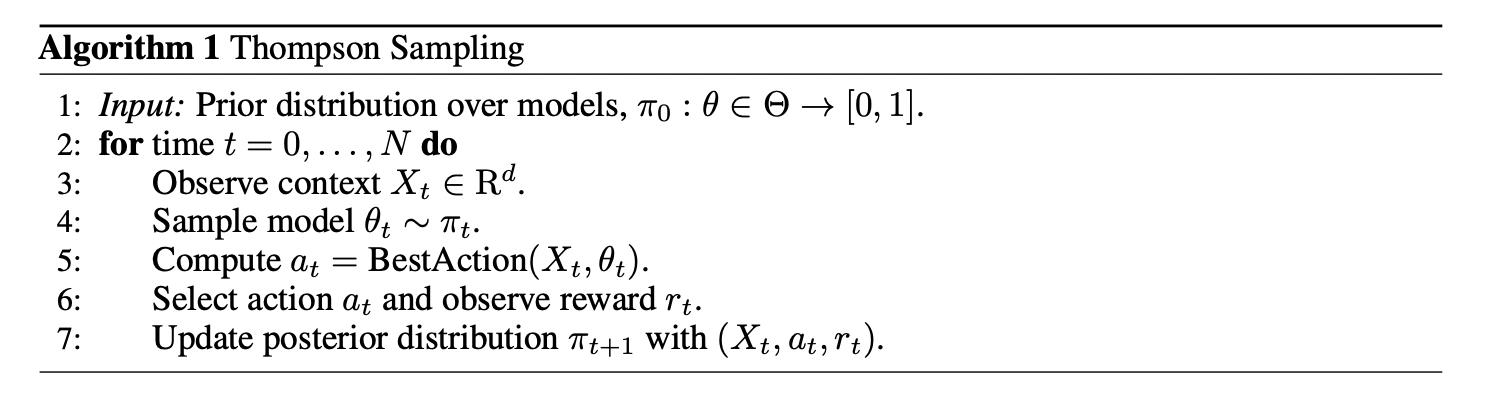 Algorithm 1 Thompson Sampling
1: Input: Prior distribution over models, π₀ : θ ∈ Θ → [0, 1].
2: for time t = 0, . . . , N do
3: Observe context Xₜ ∈ Rᵈ.
4: Sample model θₜ ∼ πₜ.
5: Compute aₜ = BestAction(Xₜ, θₜ).
6: Select action aₜ and observe reward rₜ.
7: Update posterior distribution πₜ₊₁ with (Xₜ, aₜ, rₜ).